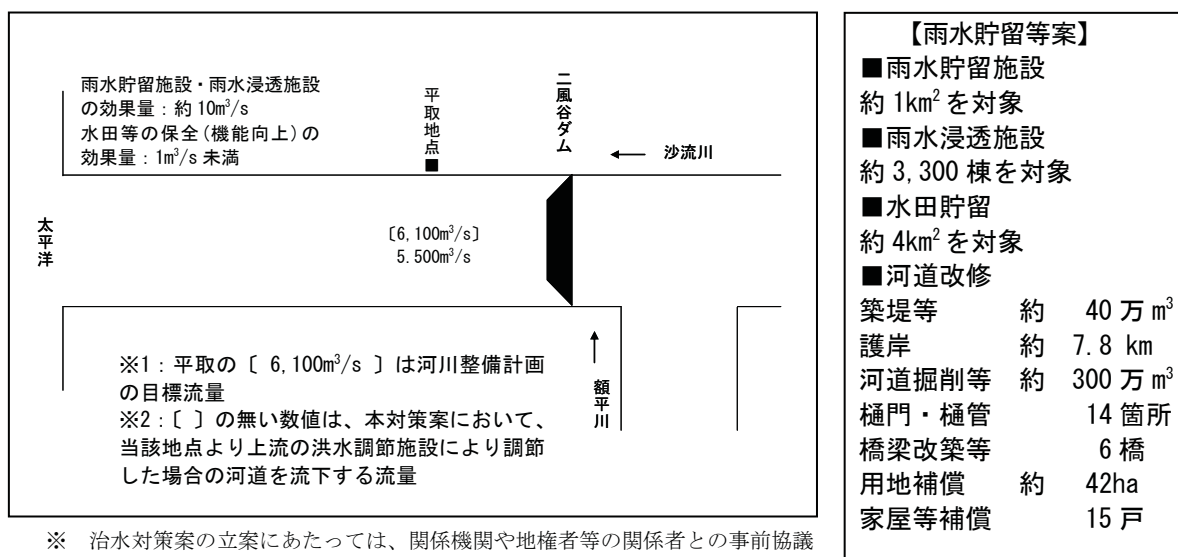 雨水貯留施設・雨水浸透施設
の効果量：約10m³/s
水田等の保全(機能向上)の
効果量：1m³/s 未満
平取地点
■
二風谷ダム
← 沙流川
太平洋
〔6,100m³/s〕
5.500m³/s
↑
額平川
※1：平取の〔 6,100m³/s 〕は河川整備計画
の目標流量
※2：〔 〕の無い数値は、本対策案において、
当該地点より上流の洪水調節施設により調節
した場合の河道を流下する流量
※ 治水対策案の立案にあたっては、関係機関や地権者等の関係者との事前協議
【雨水貯留等案】
■雨水貯留施設
約 1km² を対象
■雨水浸透施設
約 3,300 棟を対象
■水田貯留
約 4km² を対象
■河道改修
築堤等 約 40 万 m³
護岸 約 7.8 km
河道掘削等 約 300 万 m³
樋門・樋管 14 箇所
橋梁改築等 6 橋
用地補償 約 42ha
家屋等補償 15 戸